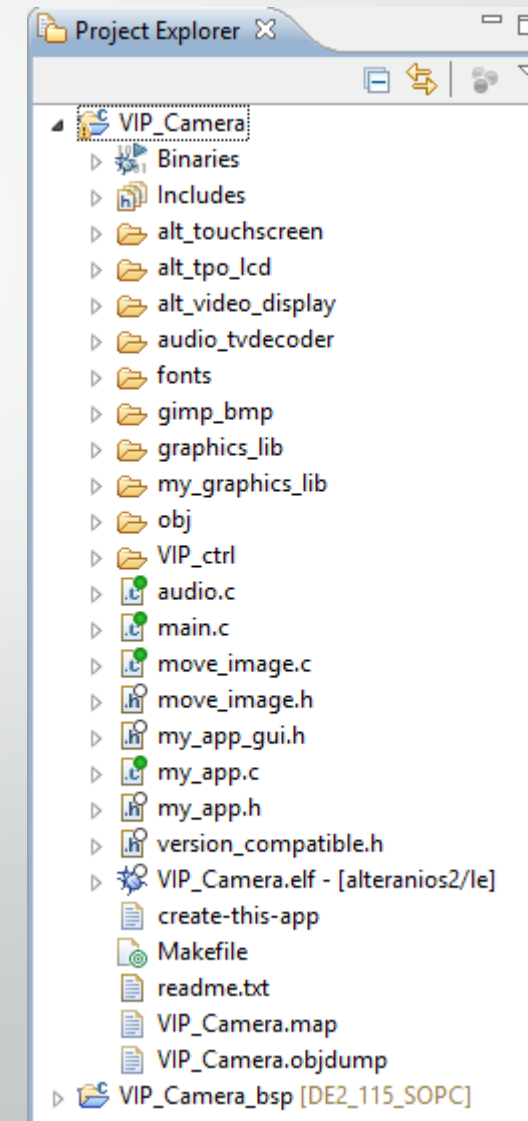 Project Explorer
VIP_Camera
Binaries
Includes
alt_touchscreen
alt_tpo_lcd
alt_video_display
audio_tvdecoder
fonts
gimp_bmp
graphics_lib
my_graphics_lib
obj
VIP_ctrl
audio.c
main.c
move_image.c
move_image.h
my_app_gui.h
my_app.c
my_app.h
version_compatible.h
VIP_Camera.elf - [alteranios2/le]
create-this-app
Makefile
readme.txt
VIP_Camera.map
VIP_Camera.objdump
VIP_Camera_bsp [DE2_115_SOPC]